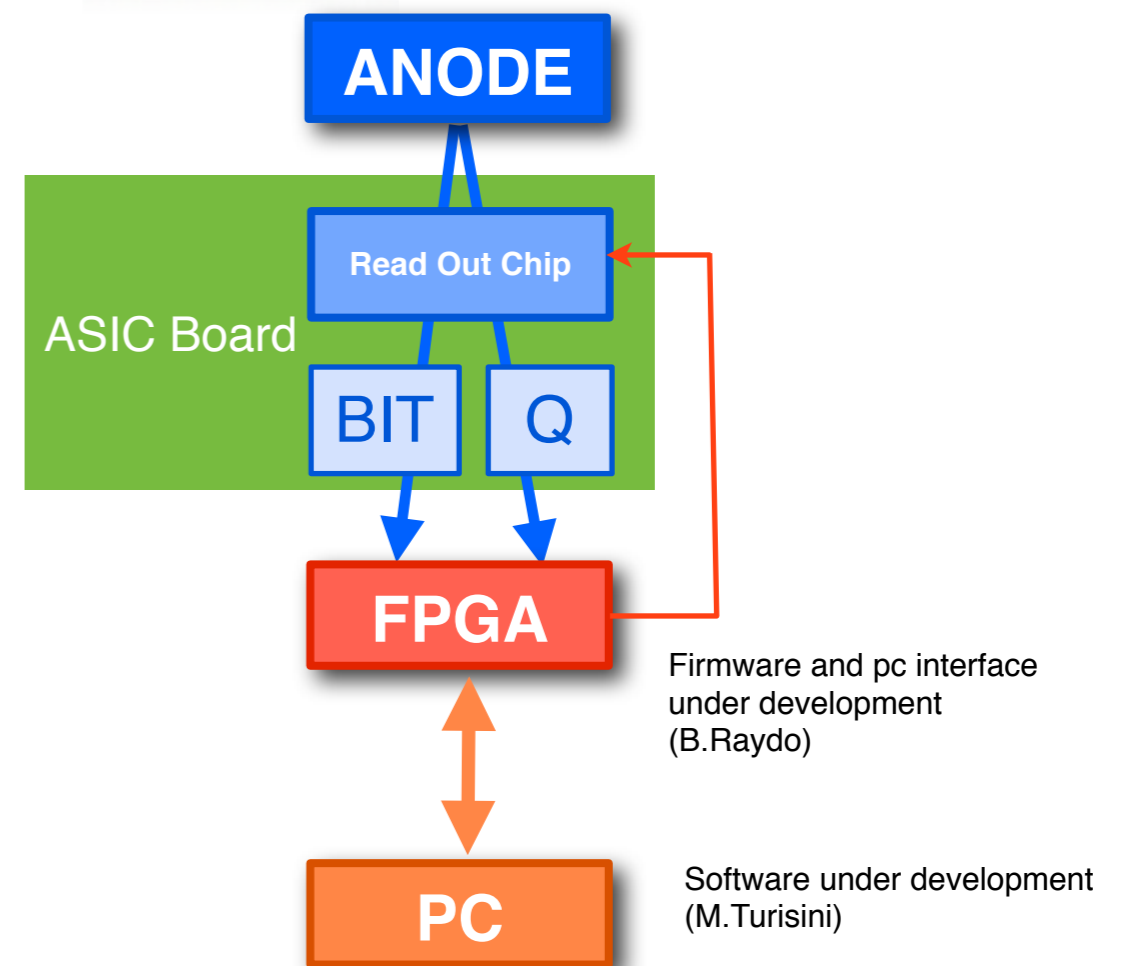 ANODE
Read Out Chip
ASIC Board
BIT
Q
FPGA
Firmware and pc interface
under development
(B.Raydo)
PC
Software under development
(M.Turisini)